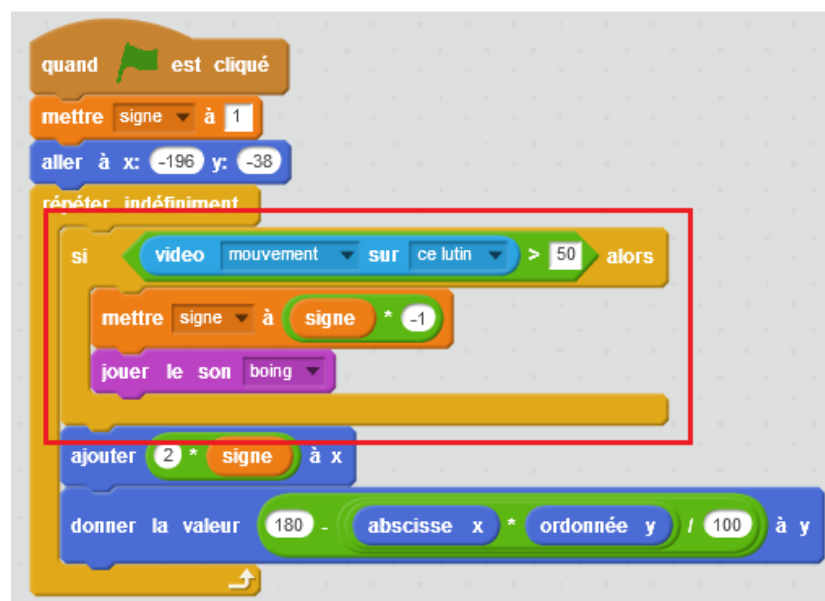 quand est cliqué
mettre signe à 1
aller à x: -196 y: -38
répéter indéfiniment
si video mouvement sur ce lutin > 50 alors
mettre signe à signe * -1
jouer le son boing
ajouter 2 * signe à x
donner la valeur 180 - abscisse x * ordonnée y / 100 à y